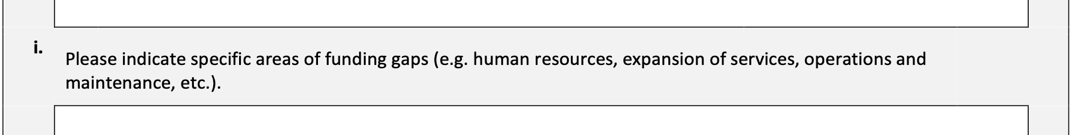 i.
Please indicate specific areas of funding gaps (e.g. human resources, expansion of services, operations and
maintenance, etc.).